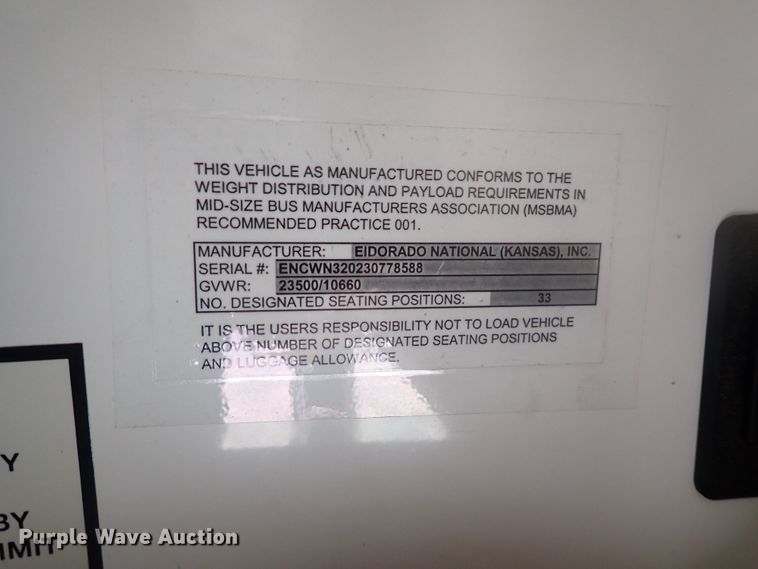 THIS VEHICLE AS MANUFACTURED CONFORMS TO THE
WEIGHT DISTRIBUTION AND PAYLOAD REQUIREMENTS IN
MID-SIZE BUS MANUFACTURERS ASSOCIATION (MSBMA)
RECOMMENDED PRACTICE 001.
MANUFACTURER: EIDORADO NATIONAL (KANSAS), INC.
SERIAL #: ENCWN320230778588
GVWR: 23500/10660
NO. DESIGNATED SEATING POSITIONS: 33
IT IS THE USERS RESPONSIBILITY NOT TO LOAD VEHICLE
ABOVE NUMBER OF DESIGNATED SEATING POSITIONS
AND LUGGAGE ALLOWANCE.
Y
BY
IMIT
Purple Wave Auction